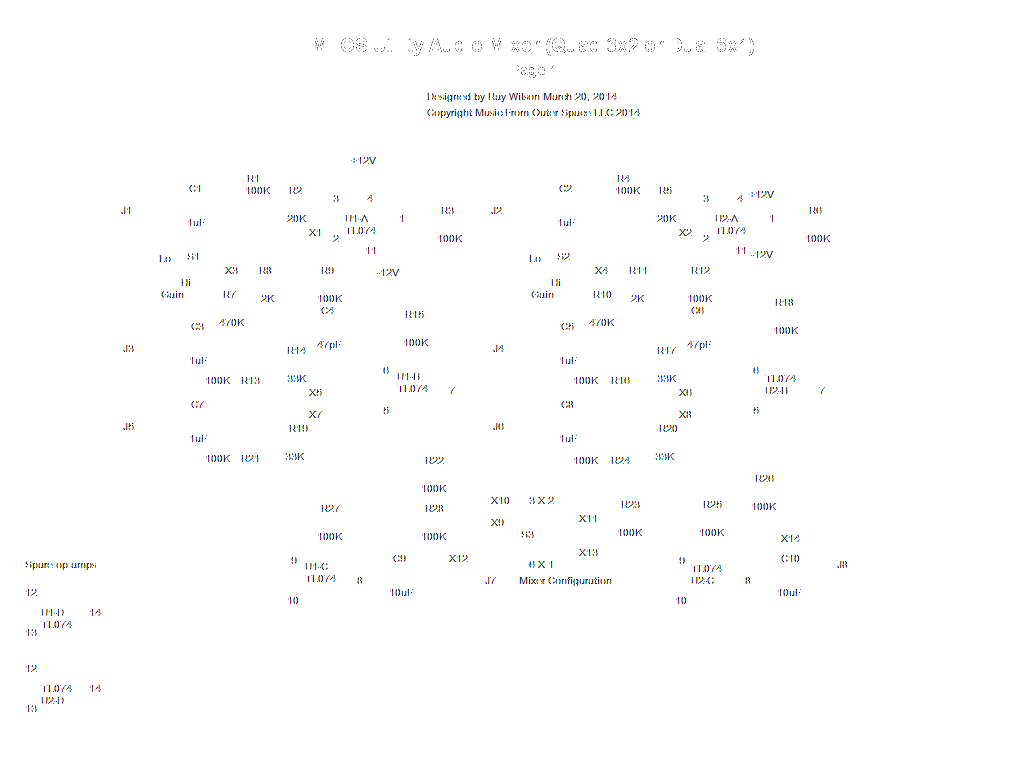 MFOS Utility Audio Mixer (Quad 3x2 or Dual 6x1)
Page 1
Designed by Ray Wilson March 20, 2014
Copyright Music From Outer Space LLC 2014
+12V
C1 R1 100K R2 3 4
C2 R4 100K R5 3 4 +12V
J1 1uF 20K U1-A TL074 1 R3
J2 1uF 20K U2-A TL074 1 R6
X1 2 11 100K
X2 2 11 100K
Lo S1 Hi Gain
Lo S2 Hi Gain
-12V
-12V
X3 R8 R9
X4 R11 R12
R7 2K 100K
R10 2K 100K
C3 470K C4 R15
C5 470K C6 R18
J3 1uF R14 47pF 100K
J4 1uF R17 47pF 100K
100K R13 33K 6 U1-B TL074 7
100K R16 33K 6 TL074 U2-B 7
C7 X5 5
C8 X6 5
X7
X8
J5 1uF R19
J6 1uF R20
100K R21 33K R22
100K R24 33K
100K
R26
R27 R28 X10 3 X 2 R23 R25 100K
X9 X11
100K 100K S3 100K 100K X14
9 U1-C TL074 8 C9 X12 6 X 1 X13 9 TL074 U2-C 8 C10 J8
10 10uF J7 Mixer Configuration 10 10uF
Spare op amps
12
U1-D 14
TL074
13
12
TL074 14
U2-D
13